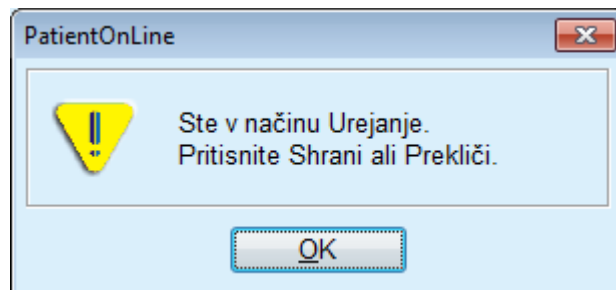 PatientOnLine
Ste v načinu Urejanje.
Pritisnite Shrani ali Prekliči.
OK